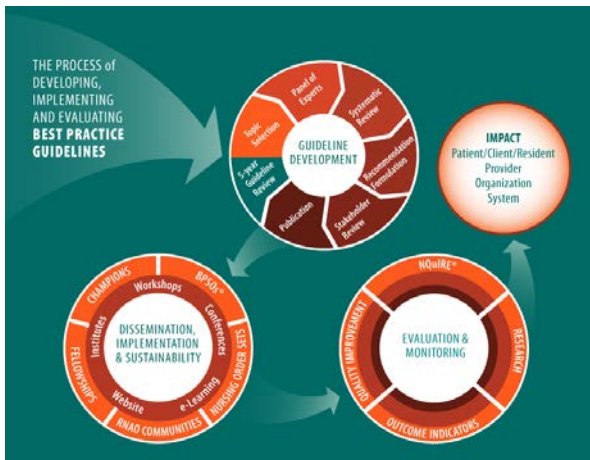 THE PROCESS of
DEVELOPING,
IMPLEMENTING
AND EVALUATING
BEST PRACTICE
GUIDELINES
GUIDELINE
DEVELOPMENT
Topic
Selection
Panel of
Experts
Systematic
Review
Recommendation
Formulation
Stakeholder
Review
Publication
5-year
Guideline
Review
IMPACT
Patient/Client/Resident
Provider
Organization
System
DISSEMINATION,
IMPLEMENTATION
& SUSTAINABILITY
CHAMPIONS
BPSOs®
NURSING ORDER SETS
RNAO COMMUNITIES
FELLOWSHIPS
Workshops
Conferences
e-Learning
Website
Institutes
EVALUATION &
MONITORING
NQuIRE®
RESEARCH
OUTCOME INDICATORS
QUALITY IMPROVEMENT